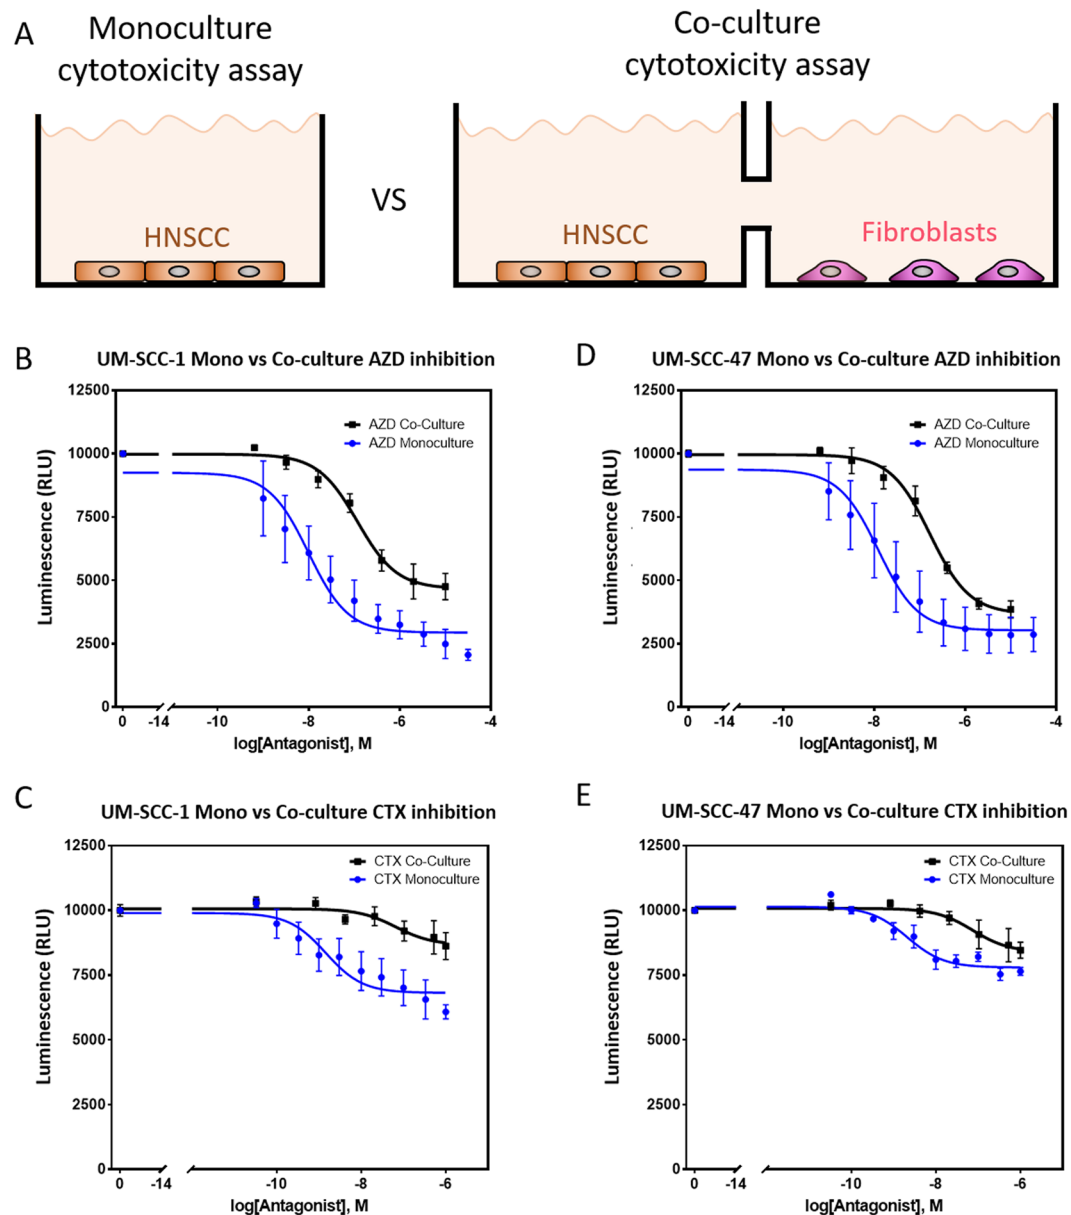 A
Monoculture
cytotoxicity assay
Co-culture
cytotoxicity assay
VS
HNSCC
HNSCC
Fibroblasts
B
UM-SCC-1 Mono vs Co-culture AZD inhibition
12500
10000
7500
5000
2500
0
Luminescence (RLU)
AZD Co-Culture
AZD Monoculture
0 -14 -10 -8 -6 -4
log[Antagonist], M
D
UM-SCC-47 Mono vs Co-culture AZD inhibition
12500
10000
7500
5000
2500
0
Luminescence (RLU)
AZD Co-Culture
AZD Monoculture
0 -14 -10 -8 -6 -4
log[Antagonist], M
C
UM-SCC-1 Mono vs Co-culture CTX inhibition
12500
10000
7500
5000
2500
0
Luminescence (RLU)
CTX Co-Culture
CTX Monoculture
0 -14 -10 -8 -6
log[Antagonist], M
E
UM-SCC-47 Mono vs Co-culture CTX inhibition
12500
10000
7500
5000
2500
0
Luminescence (RLU)
CTX Co-Culture
CTX Monoculture
0 -14 -10 -8 -6
log[Antagonist], M